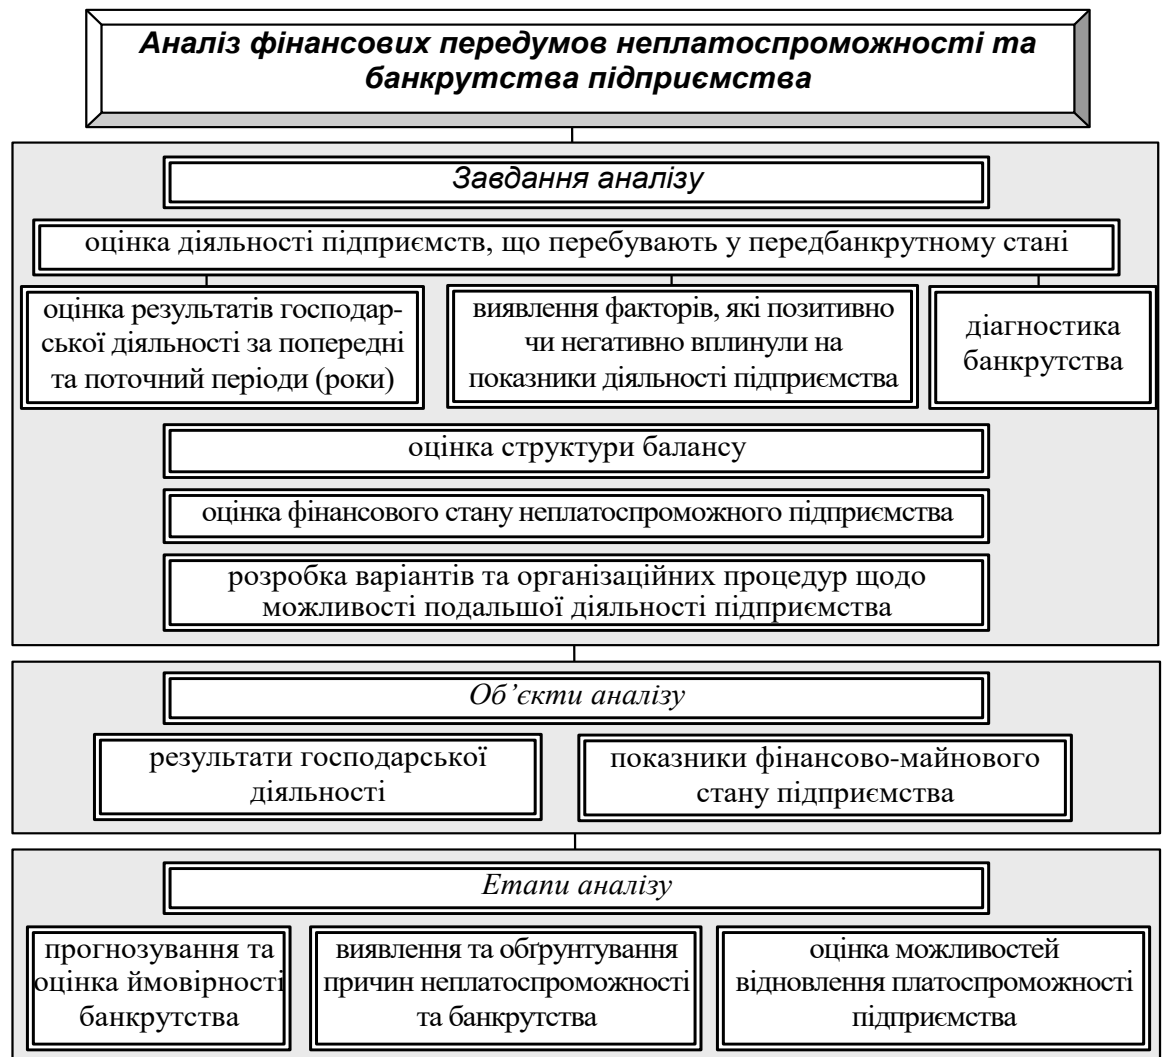 Аналіз фінансових передумов неплатоспроможності та
банкрутства підприємства
Завдання аналізу
оцінка діяльності підприємств, що перебувають у передбанкрутному стані
оцінка результатів господар-
ської діяльності за попередні
та поточний періоди (роки)
виявлення факторів, які позитивно
чи негативно вплинули на
показники діяльності підприємства
діагностика
банкрутства
оцінка структури балансу
оцінка фінансового стану неплатоспроможного підприємства
розробка варіантів та організаційних процедур щодо
можливості подальшої діяльності підприємства
Об’єкти аналізу
результати господарської
діяльності
показники фінансово-майнового
стану підприємства
Етапи аналізу
прогнозування та
оцінка ймовірності
банкрутства
виявлення та обґрунтування
причин неплатоспроможності
та банкрутства
оцінка можливостей
відновлення платоспроможності
підприємства